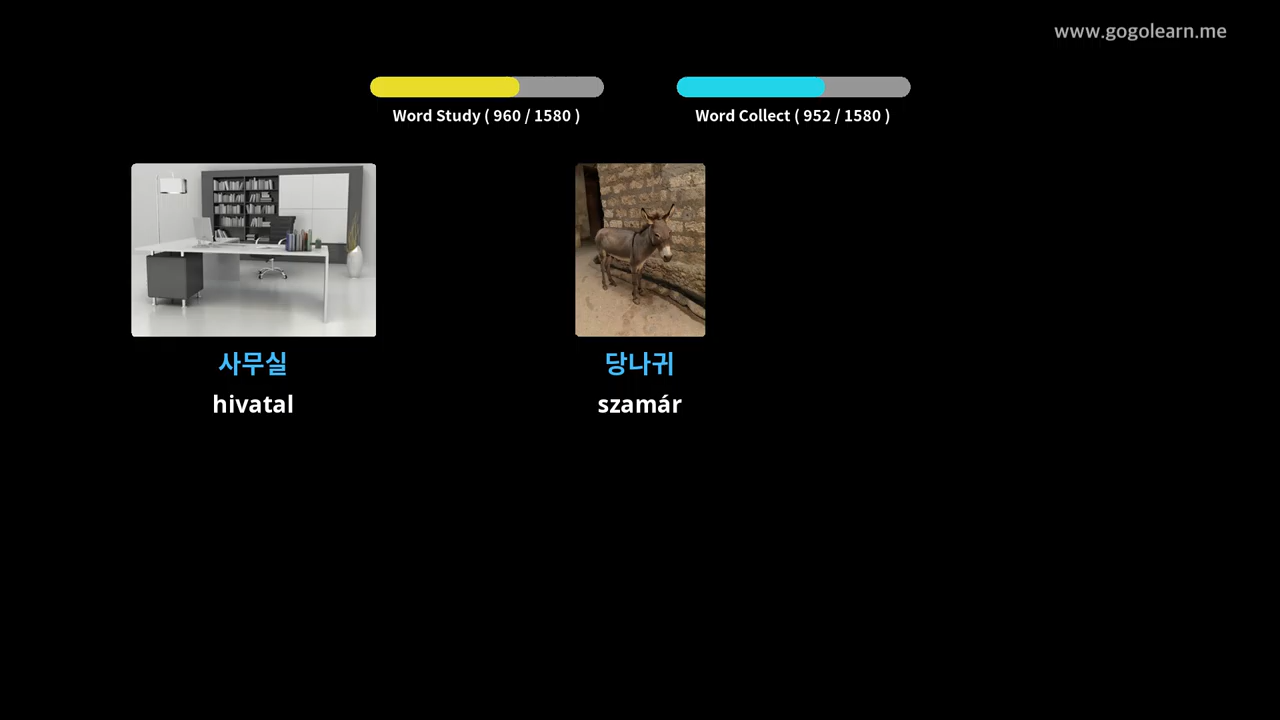 www.gogolearn.me
Word Study ( 960 / 1580 )
Word Collect ( 952 / 1580 )
사무실
hivatal
당나귀
szamár